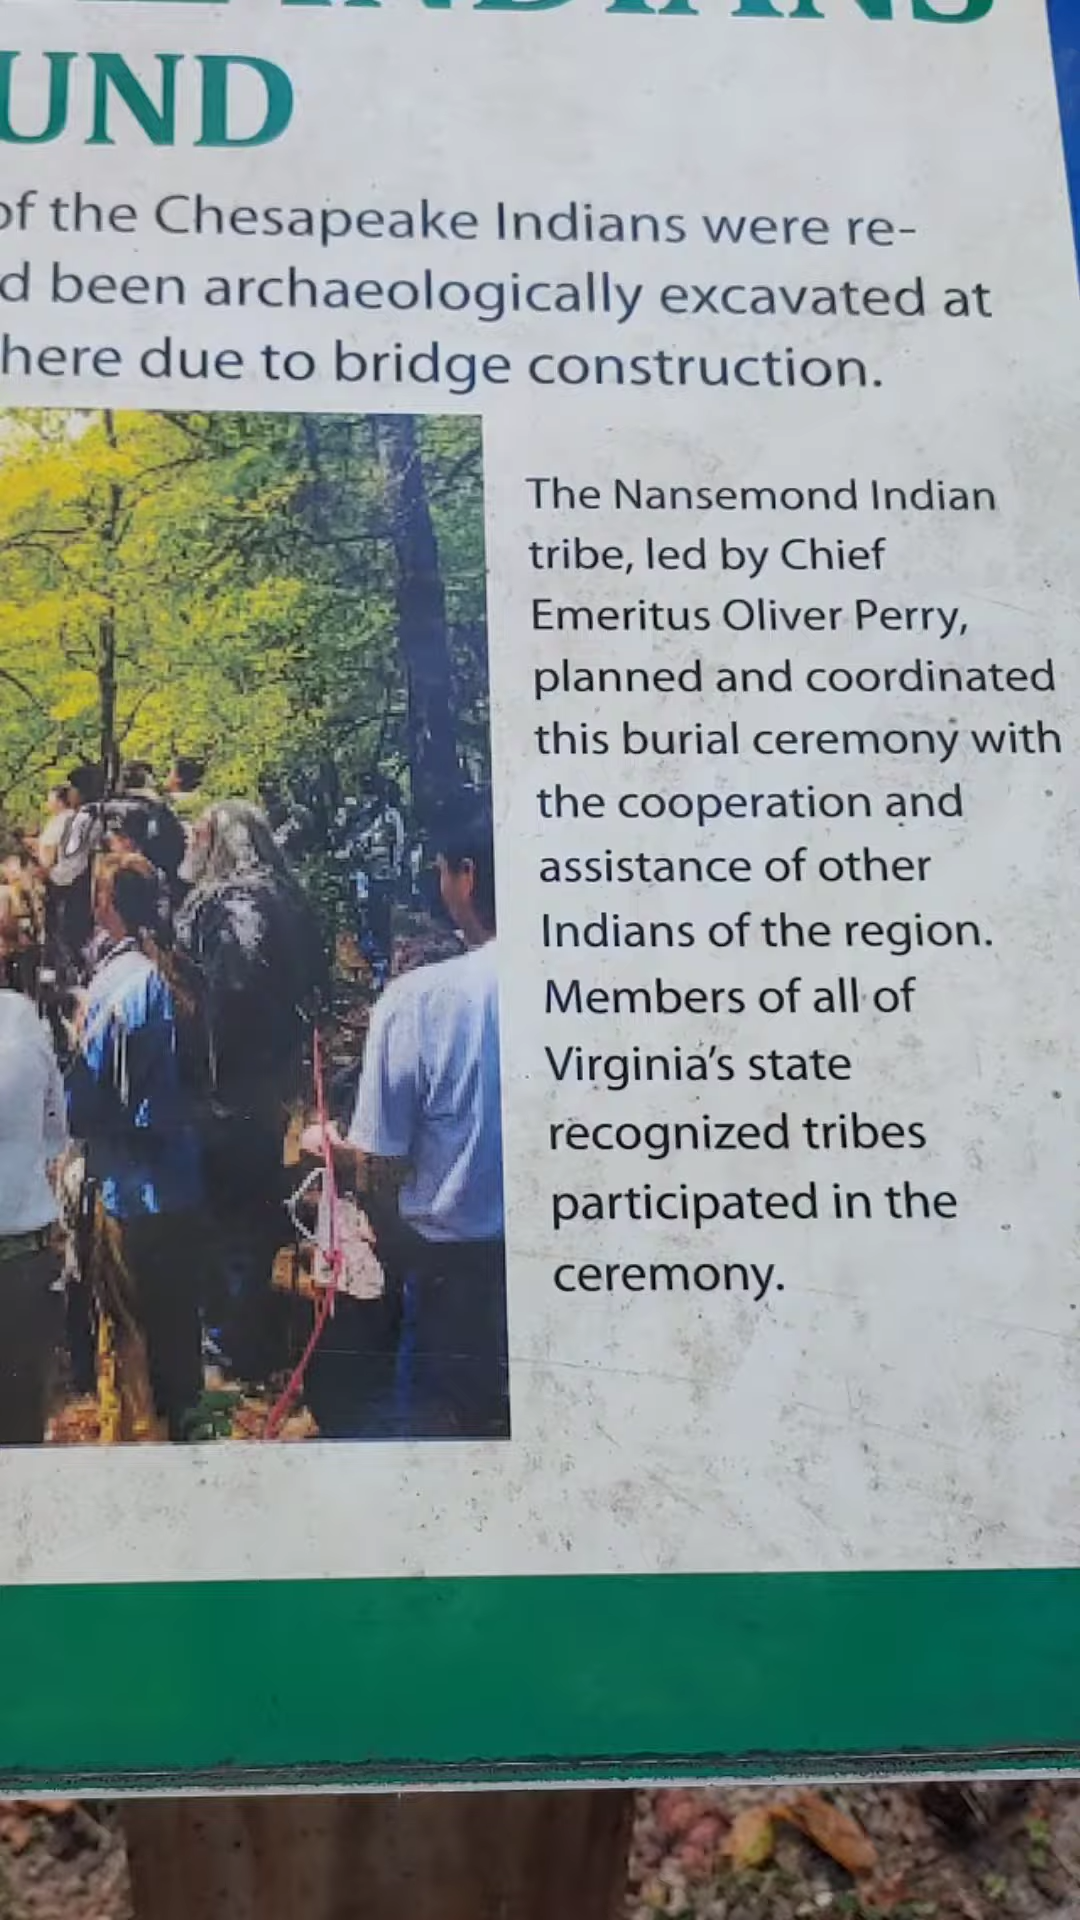 INDIANS
UND
of the Chesapeake Indians were re-
d been archaeologically excavated at
here due to bridge construction.
The Nansemond Indian
tribe, led by Chief
Emeritus Oliver Perry,
planned and coordinated
this burial ceremony with
the cooperation and
assistance of other
Indians of the region.
Members of all of
Virginia's state
recognized tribes
participated in the
ceremony.